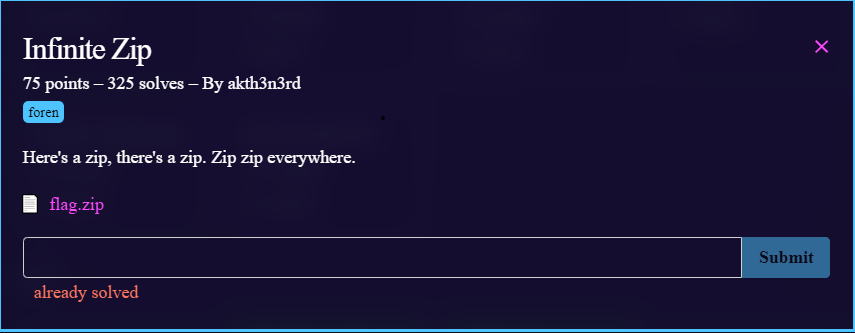 Infinite Zip
75 points – 325 solves – By akth3n3rd
foren
Here's a zip, there's a zip. Zip zip everywhere.
flag.zip
Submit
already solved